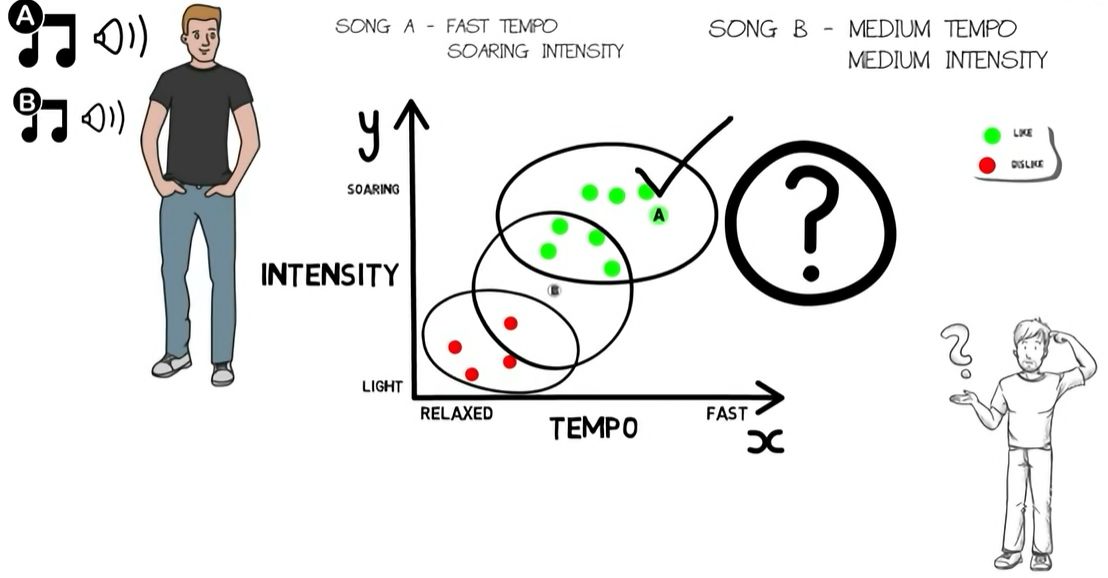 A
B
SONG A - FAST TEMPO
SOARING INTENSITY
SONG B - MEDIUM TEMPO
MEDIUM INTENSITY
LIKE
DISLIKE
y
SOARING
INTENSITY
LIGHT
A
B
?
?
RELAXED
TEMPO
FAST
x